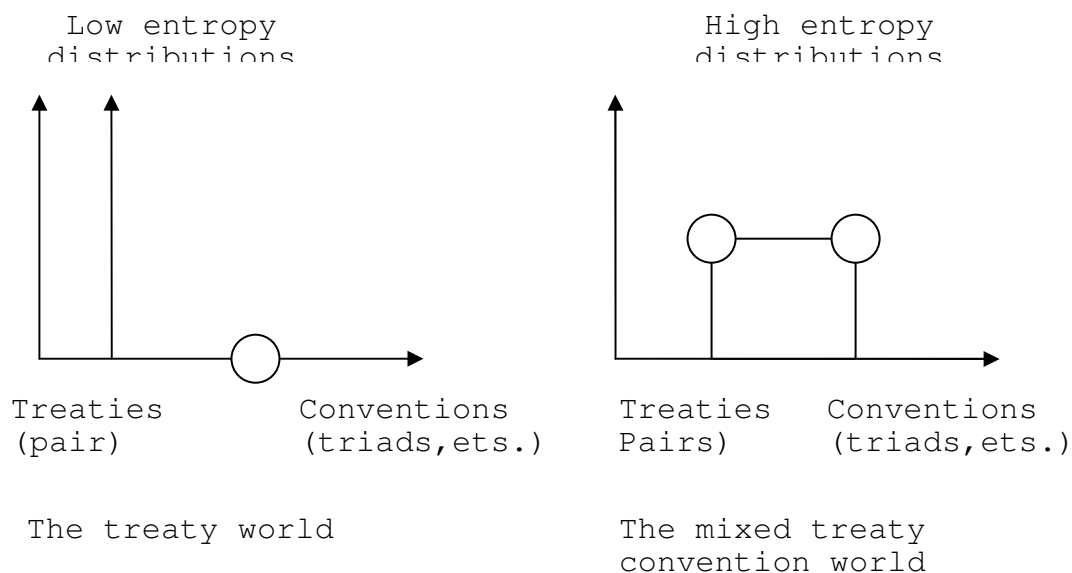 Low entropy
distributions
High entropy
distributions
Treaties
(pair)
Conventions
(triads,ets.)
Treaties
Pairs)
Conventions
(triads,ets.)
The treaty world
The mixed treaty
convention world